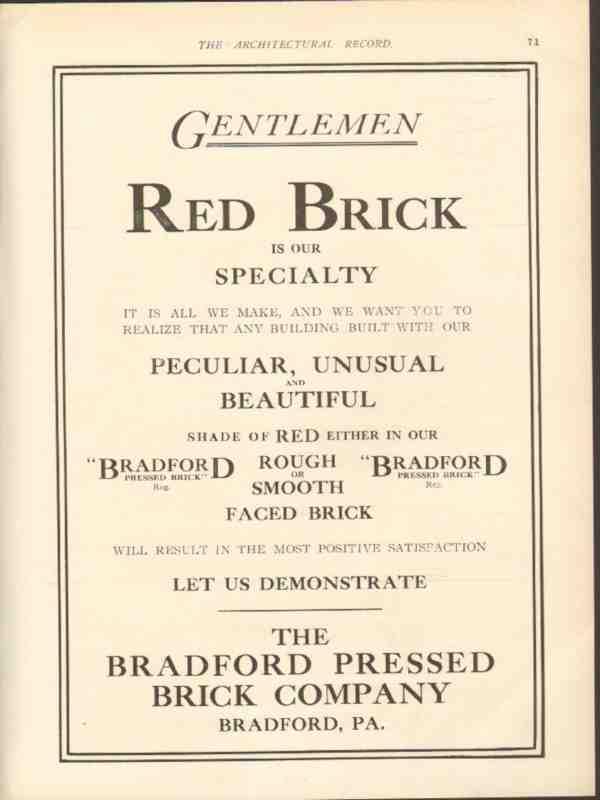 THE ARCHITECTURAL RECORD.
71
GENTLEMEN
RED BRICK
IS OUR
SPECIALTY
IT IS ALL WE MAKE, AND WE WANT YOU TO
REALIZE THAT ANY BUILDING BUILT WITH OUR
PECULIAR, UNUSUAL
AND
BEAUTIFUL
SHADE OF RED EITHER IN OUR
"BRADFORD PRESSED BRICK" Reg.
ROUGH
OR
SMOOTH
"BRADFORD PRESSED BRICK" Reg.
FACED BRICK
WILL RESULT IN THE MOST POSITIVE SATISFACTION
LET US DEMONSTRATE
THE
BRADFORD PRESSED
BRICK COMPANY
BRADFORD, PA.